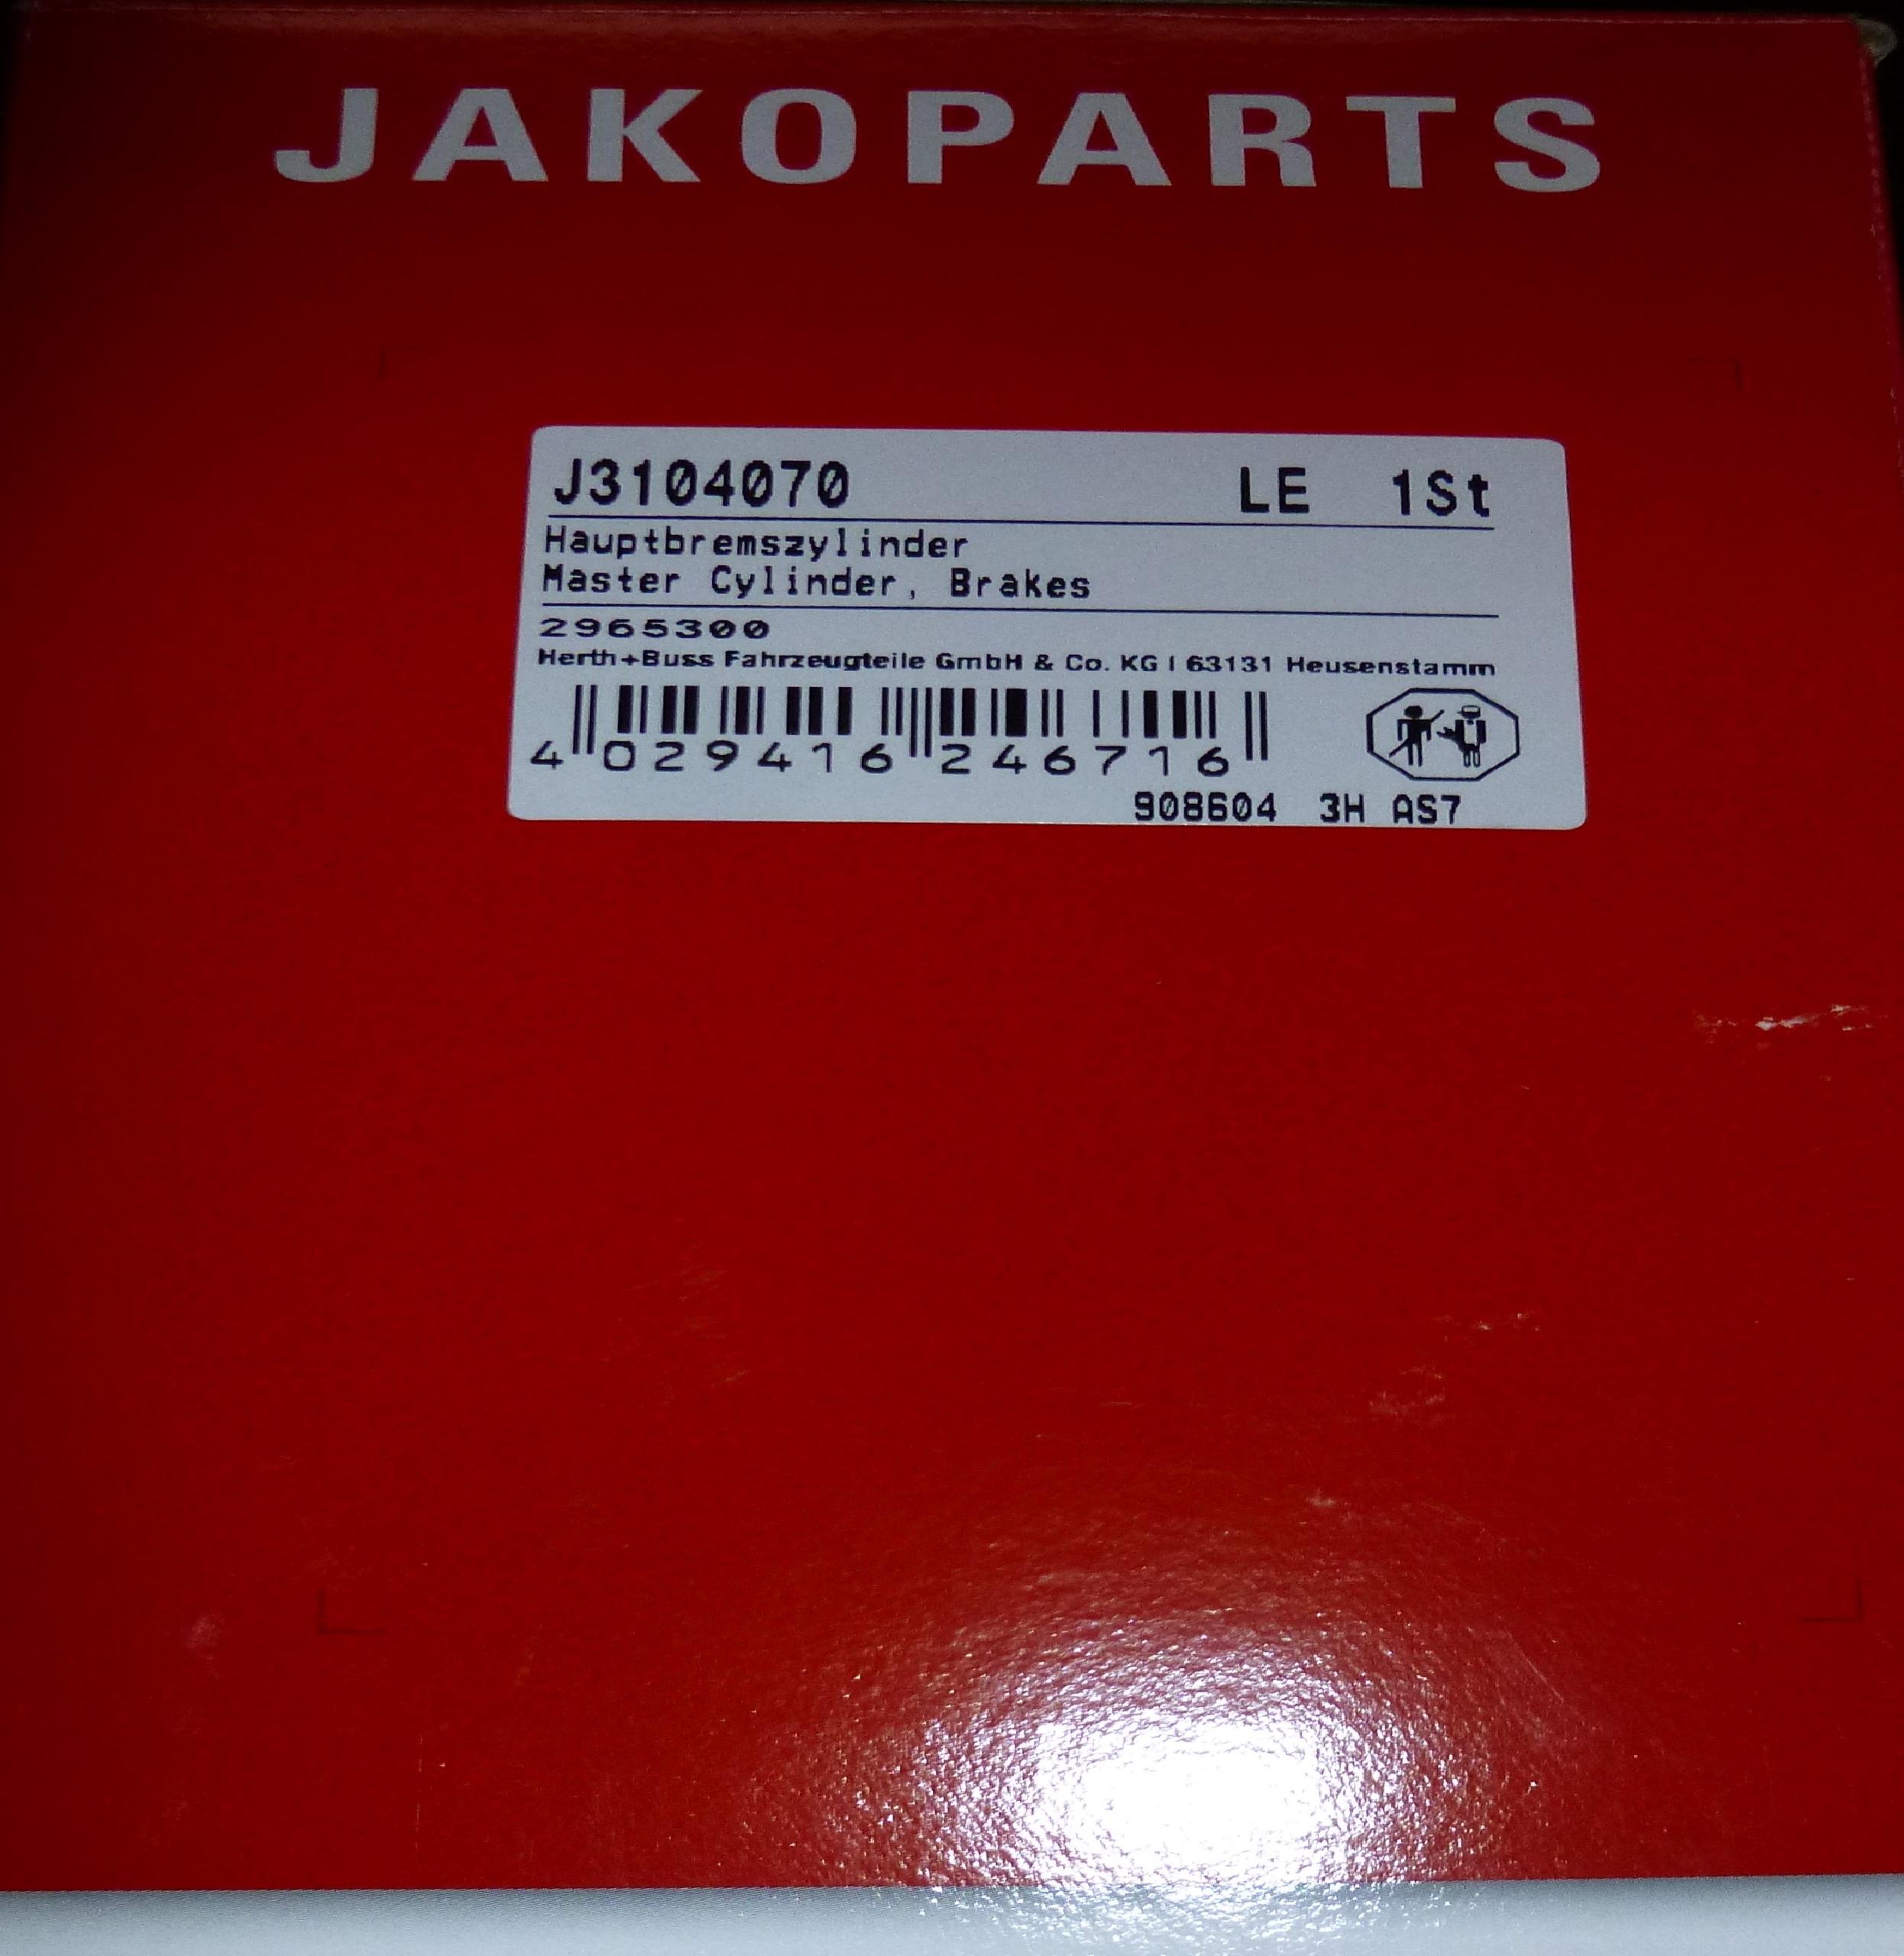 JAKOPARTS
J3104070 LE 1St
Hauptbremszylinder
Master Cylinder, Brakes
2965300
Herth+Buss Fahrzeugteile GmbH & Co. KG | 63131 Heusenstamm
4 029416 246716
908604 3H AS7